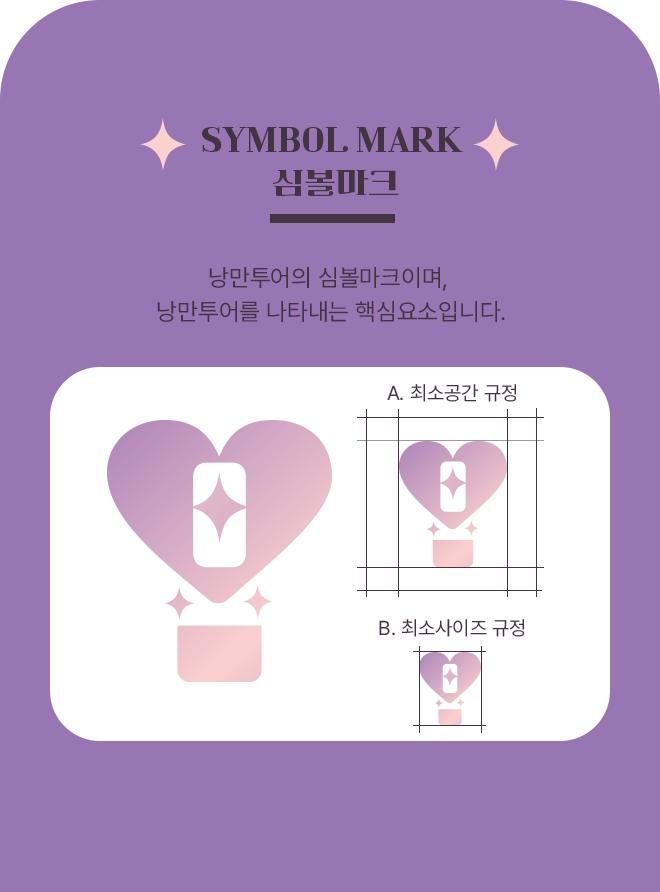 SYMBOL MARK
심볼마크
낭만투어의 심볼마크이며,
낭만투어를 나타내는 핵심요소입니다.
A. 최소공간 규정
B. 최소사이즈 규정